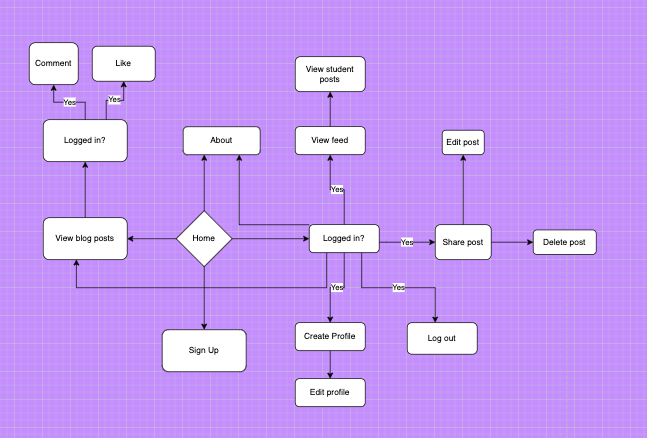 Comment
Like
Yes
Yes
Logged in?
View student
posts
About
View feed
Edit post
Yes
View blog posts
Home
Logged in?
Yes
Share post
Delete post
Yes
Yes
Sign Up
Create Profile
Log out
Edit profile